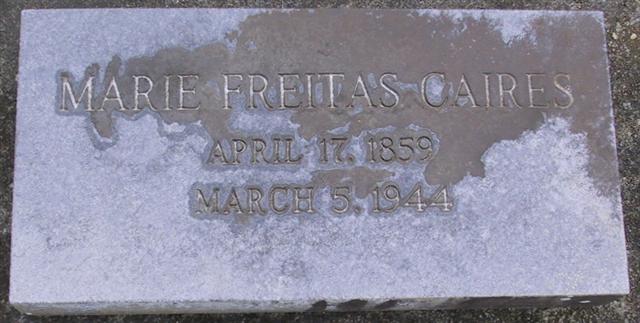 MARIE FREITAS CAIRES
APRIL 17, 1859
MARCH 5, 1944